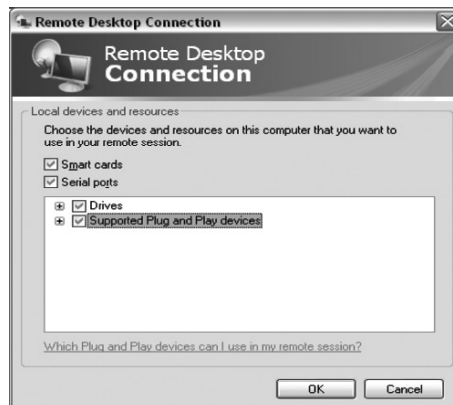 Remote Desktop Connection
Remote Desktop
Connection
Local devices and resources
Choose the devices and resources on this computer that you want to
use in your remote session.
Smart cards
Serial ports
Drives
Supported Plug and Play devices
Which Plug and Play devices can I use in my remote session?
OK Cancel